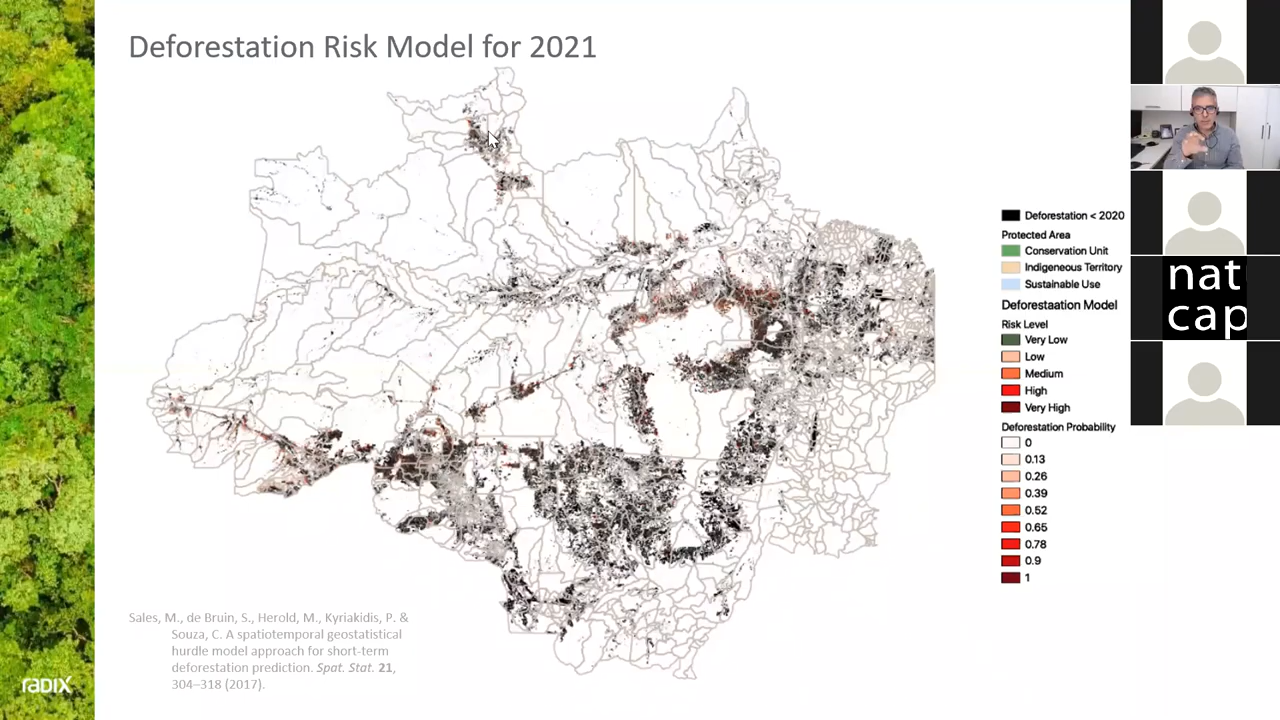 Deforestation Risk Model for 2021
Deforestation < 2020
Protected Area
Conservation Unit
Indigeneous Territory
Sustainable Use
Deforestaation Model
Risk Level
Very Low
Low
Medium
High
Very High
Deforestation Probability
0
0.13
0.26
0.39
0.52
0.65
0.78
0.9
1
Sales, M., de Bruin, S., Herold, M., Kyriakidis, P. &
Souza, C. A spatiotemporal geostatistical
hurdle model approach for short-term
deforestation prediction. Spat. Stat. 21,
304–318 (2017).
radix
nat
cap